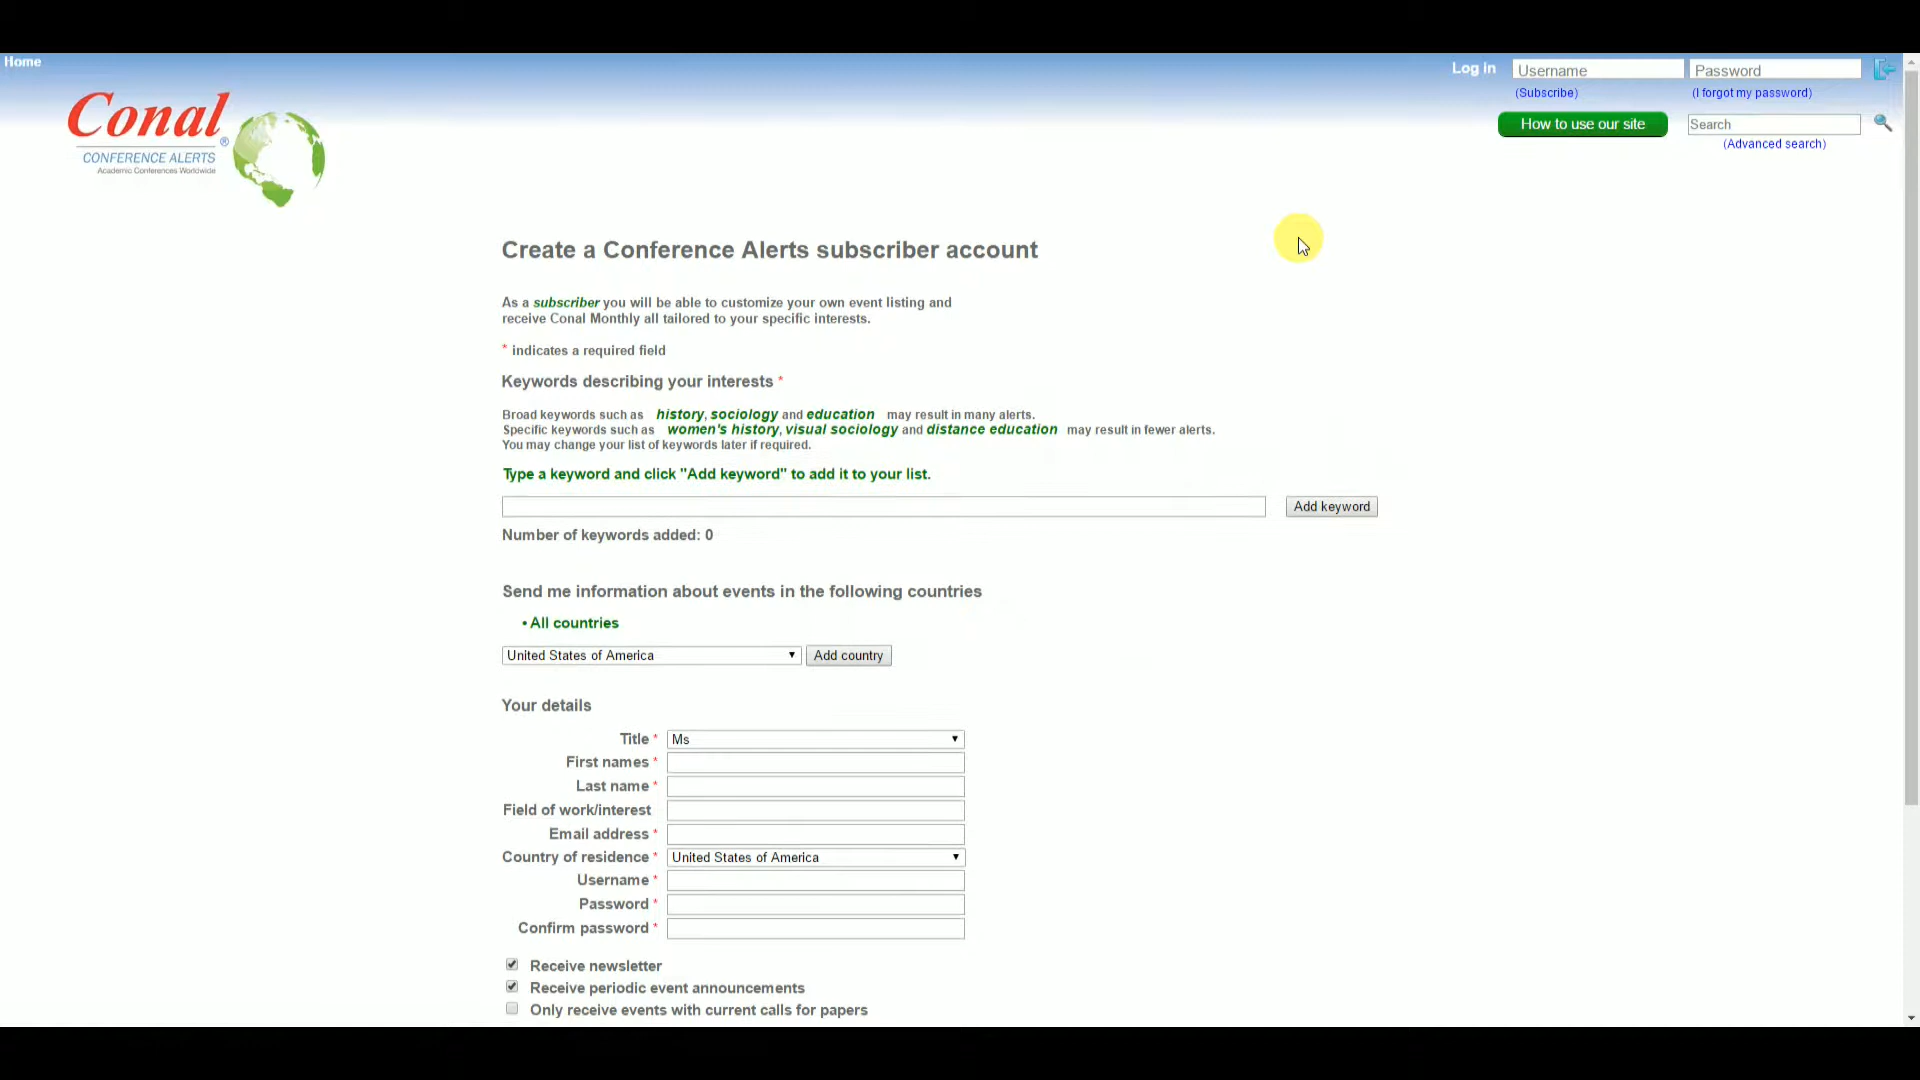 Home
Log in Username Password
(Subscribe) (I forgot my password)
How to use our site Search
(Advanced search)
Conal®
CONFERENCE ALERTS
Academic Conferences Worldwide
Create a Conference Alerts subscriber account
As a subscriber you will be able to customize your own event listing and
receive Conal Monthly all tailored to your specific interests.
* indicates a required field
Keywords describing your interests *
Broad keywords such as history, sociology and education may result in many alerts.
Specific keywords such as women's history, visual sociology and distance education may result in fewer alerts.
You may change your list of keywords later if required.
Type a keyword and click "Add keyword" to add it to your list.
Add keyword
Number of keywords added: 0
Send me information about events in the following countries
• All countries
United States of America Add country
Your details
Title * Ms
First names *
Last name *
Field of work/interest
Email address *
Country of residence * United States of America
Username *
Password *
Confirm password *
Receive newsletter
Receive periodic event announcements
Only receive events with current calls for papers